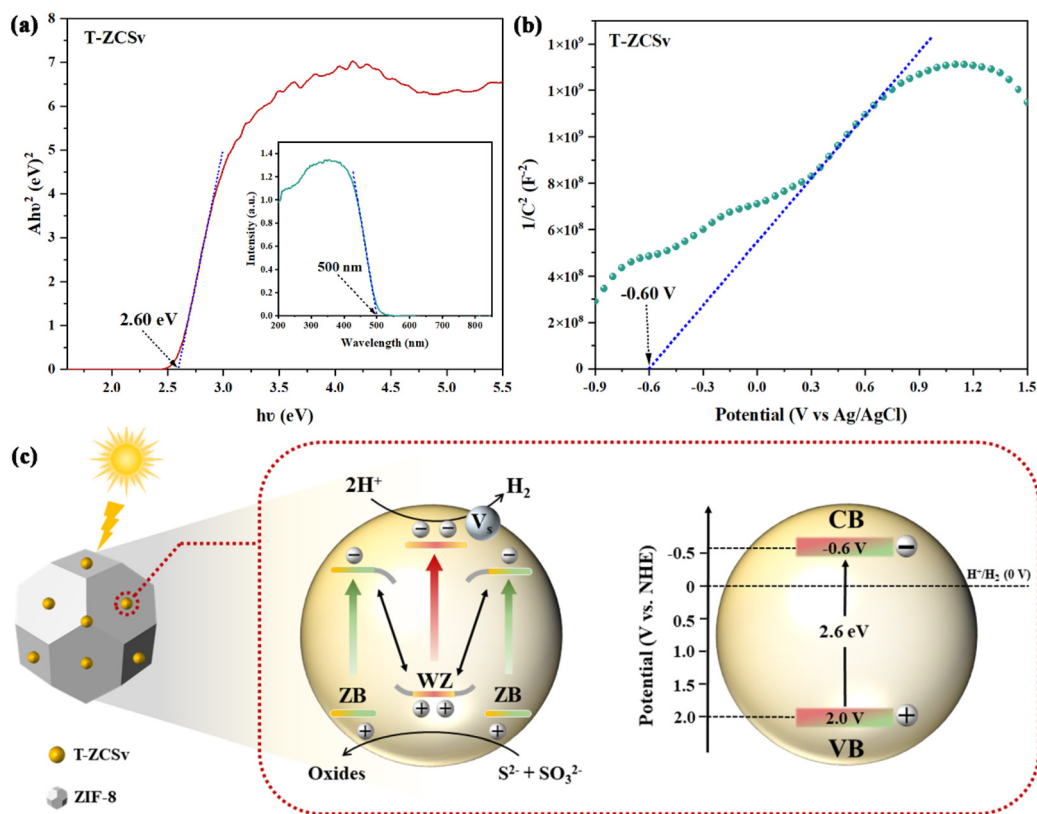 (a)
T-ZCSv
8
7
6
5
4
3
2
1
0
Ahυ² (eV)²
2.60 eV
2.0
2.5
3.0
3.5
4.0
4.5
5.0
5.5
hυ (eV)
1.4
1.2
1.0
0.8
0.6
0.4
0.2
0.0
Intensity (a.u.)
500 nm
200
300
400
500
600
700
800
Wavelength (nm)
(b)
T-ZCSv
1×10⁹
1×10⁹
8×10⁸
6×10⁸
4×10⁸
2×10⁸
0
1/C² (F⁻²)
-0.60 V
-0.9
-0.6
-0.3
0.0
0.3
0.6
0.9
1.2
1.5
Potential (V vs Ag/AgCl)
(c)
T-ZCSv
ZIF-8
2H⁺
H₂
Vs
ZB
WZ
ZB
Oxides
S²⁻ + SO₃²⁻
Potential (V vs. NHE)
-0.5
0
0.5
1.0
1.5
2.0
CB
-0.6 V
H⁺/H₂ (0 V)
2.6 eV
2.0 V
VB